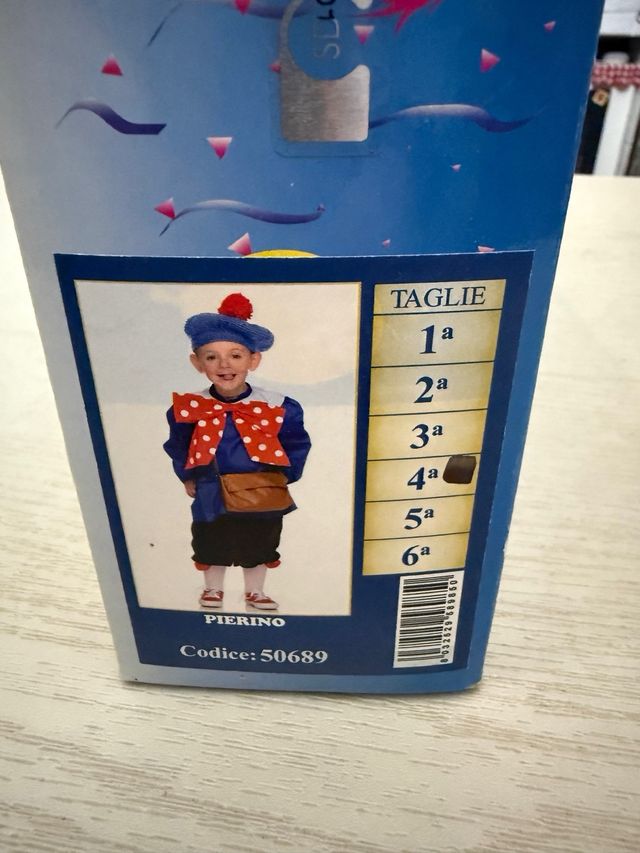 TAGLIE
1ª
2ª
3ª
4ª
5ª
6ª
PIERINO
Codice: 50689